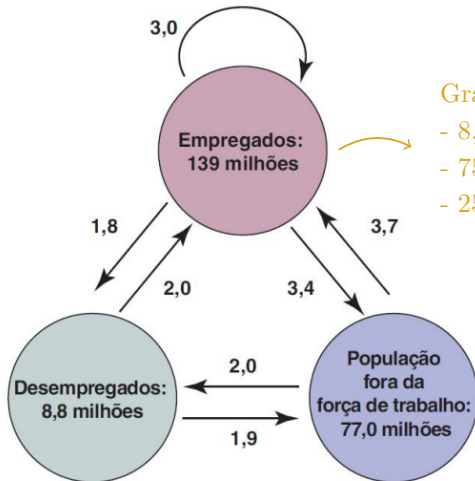 3,0
Empregados:
139 milhões
- 8,
1,8
2,0
3,4
3,7
Desempregados:
8,8 milhões
2,0
1,9
População
fora da
força de trabalho:
77,0 milhões